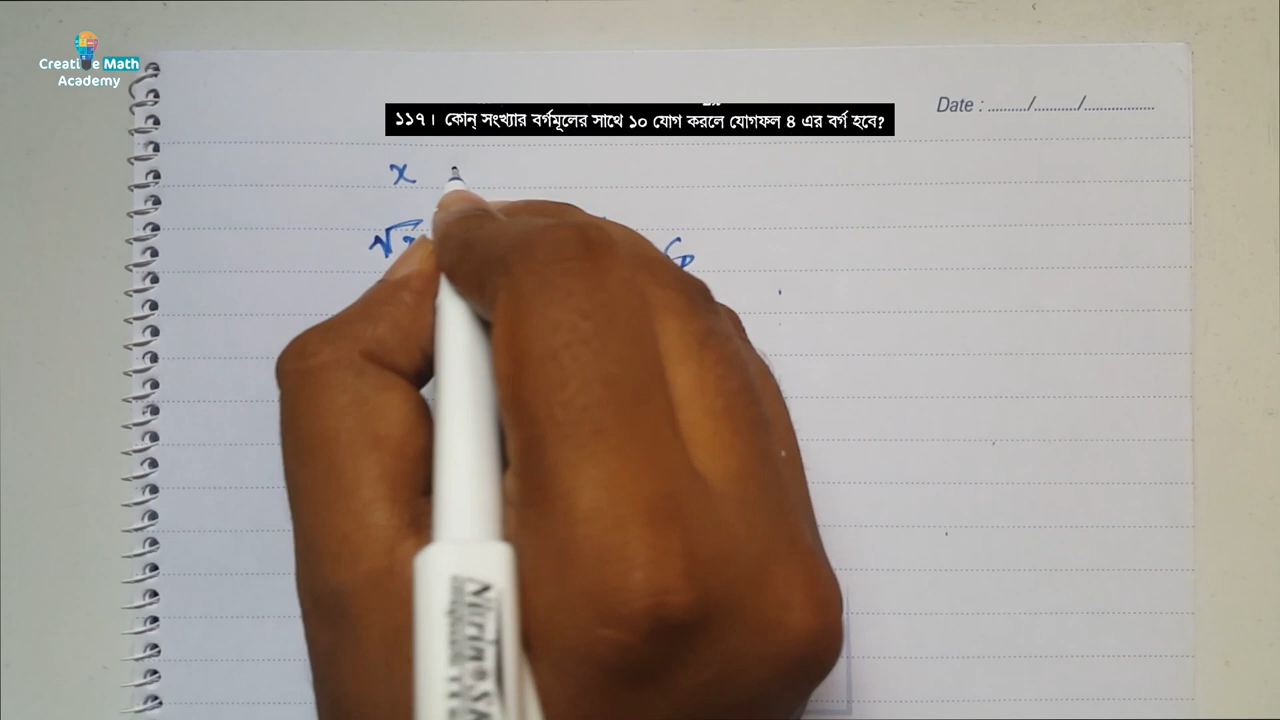 Creative Math
Academy
Date : ........../........../................
১১৭। কোন্ সংখ্যার বর্গমূলের সাথে ১০ যোগ করলে যোগফল ৪ এর বর্গ হবে?
x